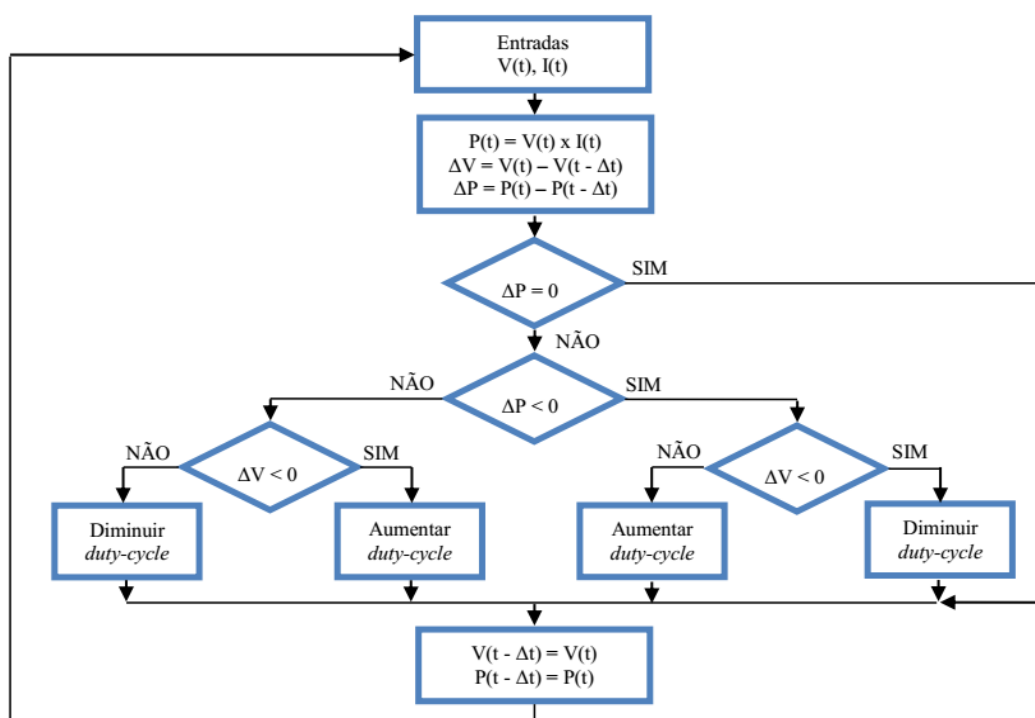 Entradas
V(t), I(t)
P(t) = V(t) x I(t)
ΔV = V(t) – V(t - Δt)
ΔP = P(t) – P(t - Δt)
SIM
ΔP = 0
NÃO
NÃO
SIM
ΔP < 0
NÃO
SIM
ΔV < 0
NÃO
SIM
ΔV < 0
Diminuir
duty-cycle
Aumentar
duty-cycle
Aumentar
duty-cycle
Diminuir
duty-cycle
V(t - Δt) = V(t)
P(t - Δt) = P(t)